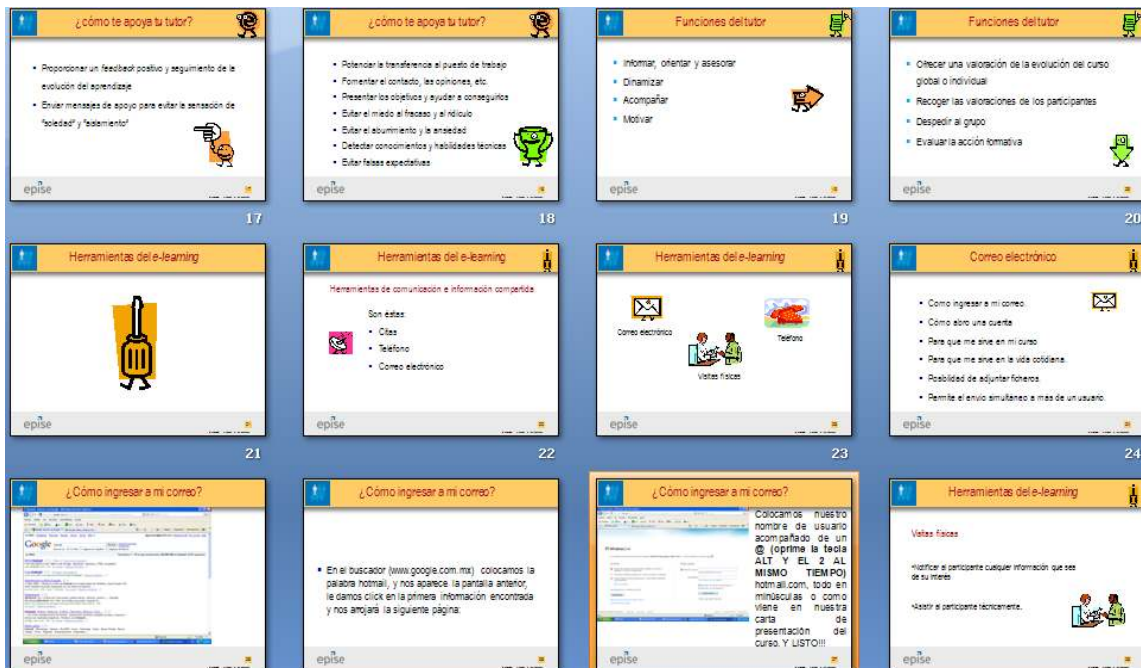 ¿cómo te apoya tu tutor?
Proporcionar un feedback positivo y seguimiento de la
evolución del aprendizaje
Enviar mensajes de apoyo para evitar la sensación de
"soledad" y "aislamiento"
epise
17
¿cómo te apoya tu tutor?
Potenciar la transferencia al puesto de trabajo
Fomentar el contacto, las opiniones, etc.
Presentar los objetivos y ayudar a conseguirlos
Evitar el miedo al fracaso y al ridículo
Evitar el aburrimiento y la ansiedad
Detectar conocimientos y habilidades técnicas
Evitar falsas expectativas
epise
18
Funciones del tutor
Informar, orientar y asesorar
Dinamizar
Acompañar
Motivar
epise
19
Funciones del tutor
Ofrecer una valoración de la evolución del curso
global o individual
Recoger las valoraciones de los participantes
Despedir al grupo
Evaluar la acción formativa
epise
20
Herramientas del e-learning
epise
21
Herramientas del e-learning
Herramientas de comunicación e información compartida
Son éstas:
Citas
Teléfono
Correo electrónico
epise
22
Herramientas del e-learning
Correo electrónico
Teléfono
Visitas físicas
epise
23
Correo electrónico
Como ingresar a mi correo.
Cómo abro una cuenta
Para que me sirve en mi curso
Para que me sirve en la vida cotidiana.
Posibilidad de adjuntar ficheros
Permite el envío simultaneo a más de un usuario.
epise
24
¿Cómo ingresar a mi correo?
Google
epise
¿Cómo ingresar a mi correo?
En el buscador (www.google.com.mx) colocamos la
palabra hotmail, y nos aparece la pantalla anterior,
le damos click en la primera información encontrada
y nos arrojará la siguiente página:
epise
¿Cómo ingresar a mi correo?
Colocamos nuestro
nombre de usuario
acompañado de un
@ (oprime la tecla
ALT Y EL 2 AL
MISMO TIEMPO)
hotmail.com, todo en
minúsculas o como
viene en nuestra
carta de
presentación del
curso. Y LISTO!!!
epise
Herramientas del e-learning
Visitas físicas
Notificar al participante cualquier información que sea
de su interés
Asistir al participante técnicamente.
epise